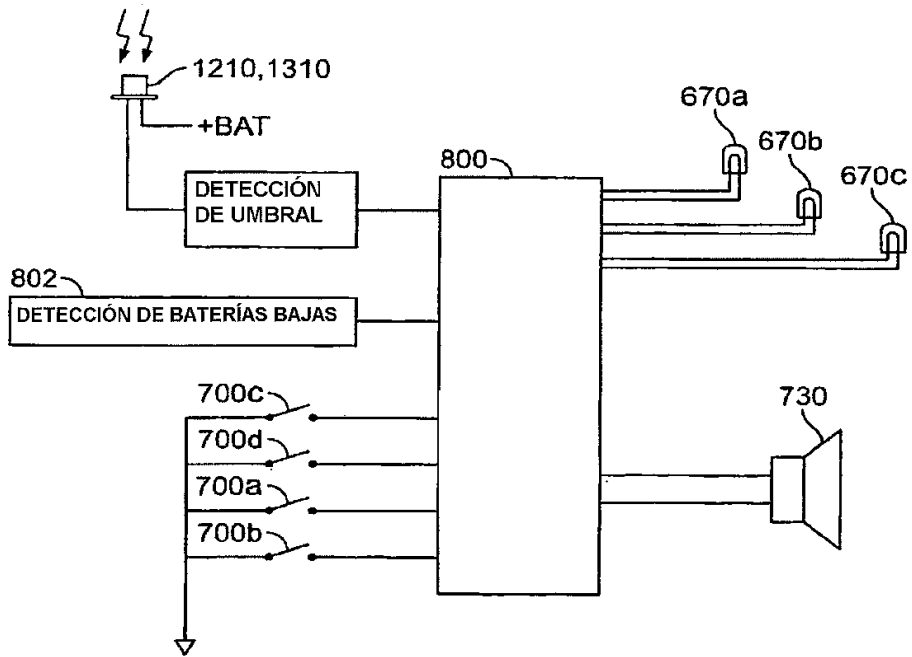 1210,1310
+BAT
DETECCIÓN
DE UMBRAL
800
670a
670b
670c
802
DETECCIÓN DE BATERÍAS BAJAS
700c
700d
700a
700b
730